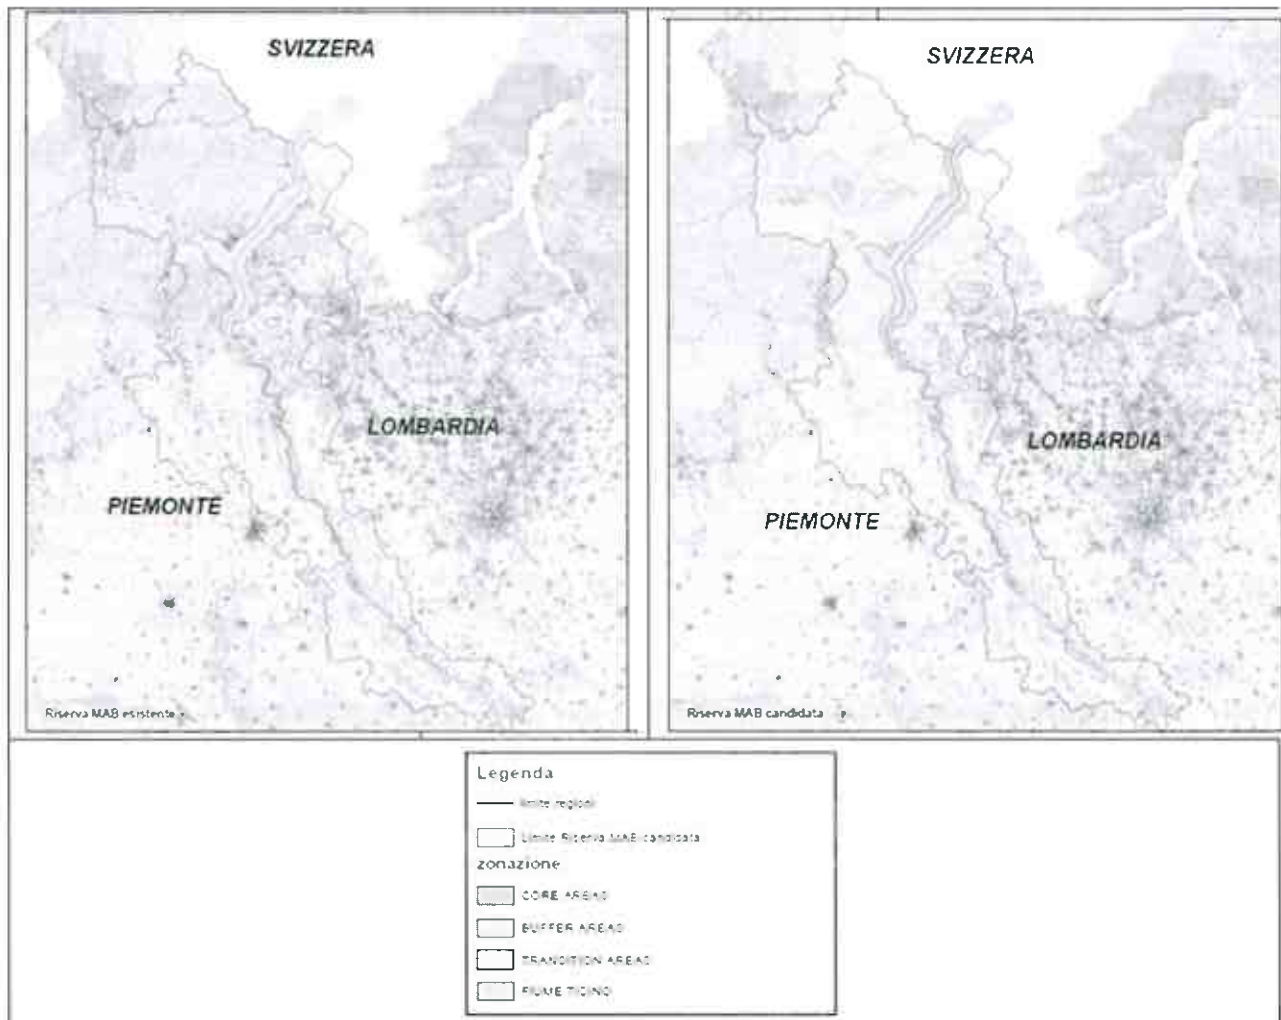 SVIZZERA
LOMBARDIA
PIEMONTE
Riserva MAB esistente
SVIZZERA
LOMBARDIA
PIEMONTE
Riserva MAB candidata
Legenda
limite regioni
Limite Riserva MAB candidata
zonazione
CORE AREAS
BUFFER AREAS
TRANSITION AREAS
FIUME TICINO